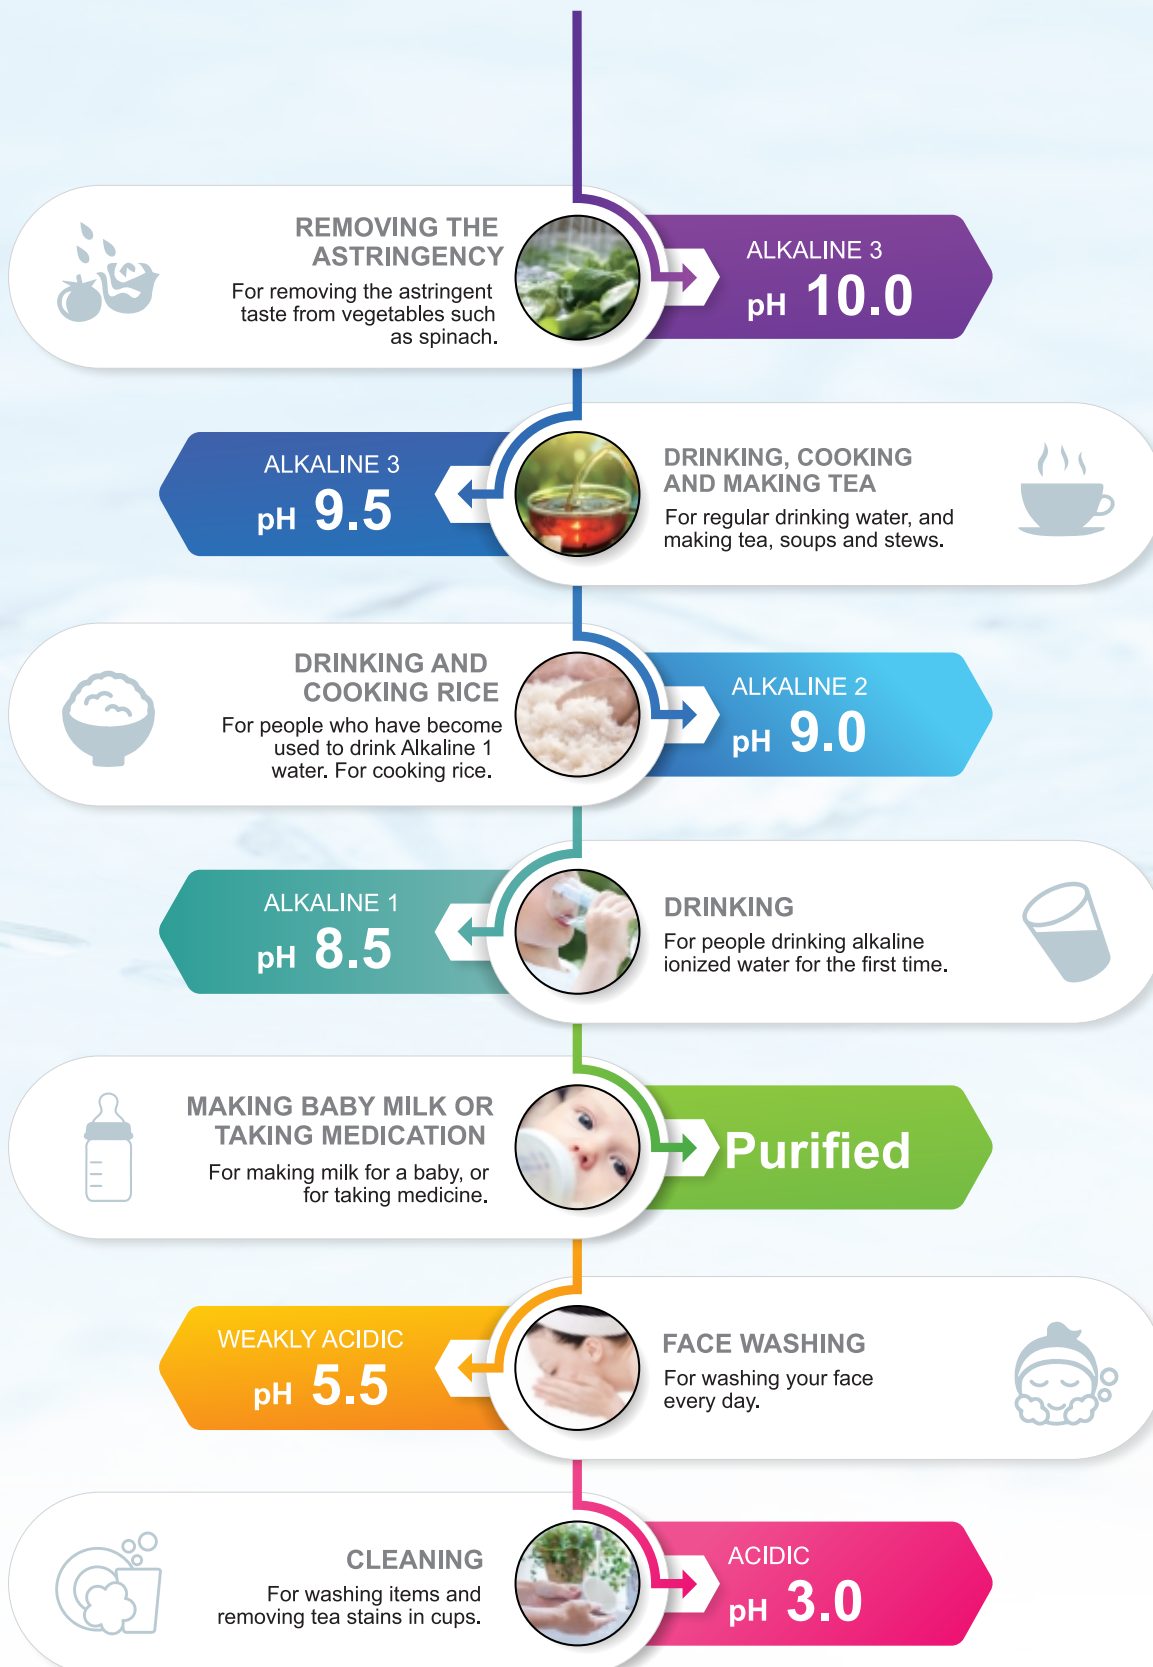 REMOVING THE
ASTRINGENCY
For removing the astringent
taste from vegetables such
as spinach.
ALKALINE 3
pH 10.0
ALKALINE 3
pH 9.5
DRINKING, COOKING
AND MAKING TEA
For regular drinking water, and
making tea, soups and stews.
DRINKING AND
COOKING RICE
For people who have become
used to drink Alkaline 1
water. For cooking rice.
ALKALINE 2
pH 9.0
ALKALINE 1
pH 8.5
DRINKING
For people drinking alkaline
ionized water for the first time.
MAKING BABY MILK OR
TAKING MEDICATION
For making milk for a baby, or
for taking medicine.
Purified
WEAKLY ACIDIC
pH 5.5
FACE WASHING
For washing your face
every day.
CLEANING
For washing items and
removing tea stains in cups.
ACIDIC
pH 3.0